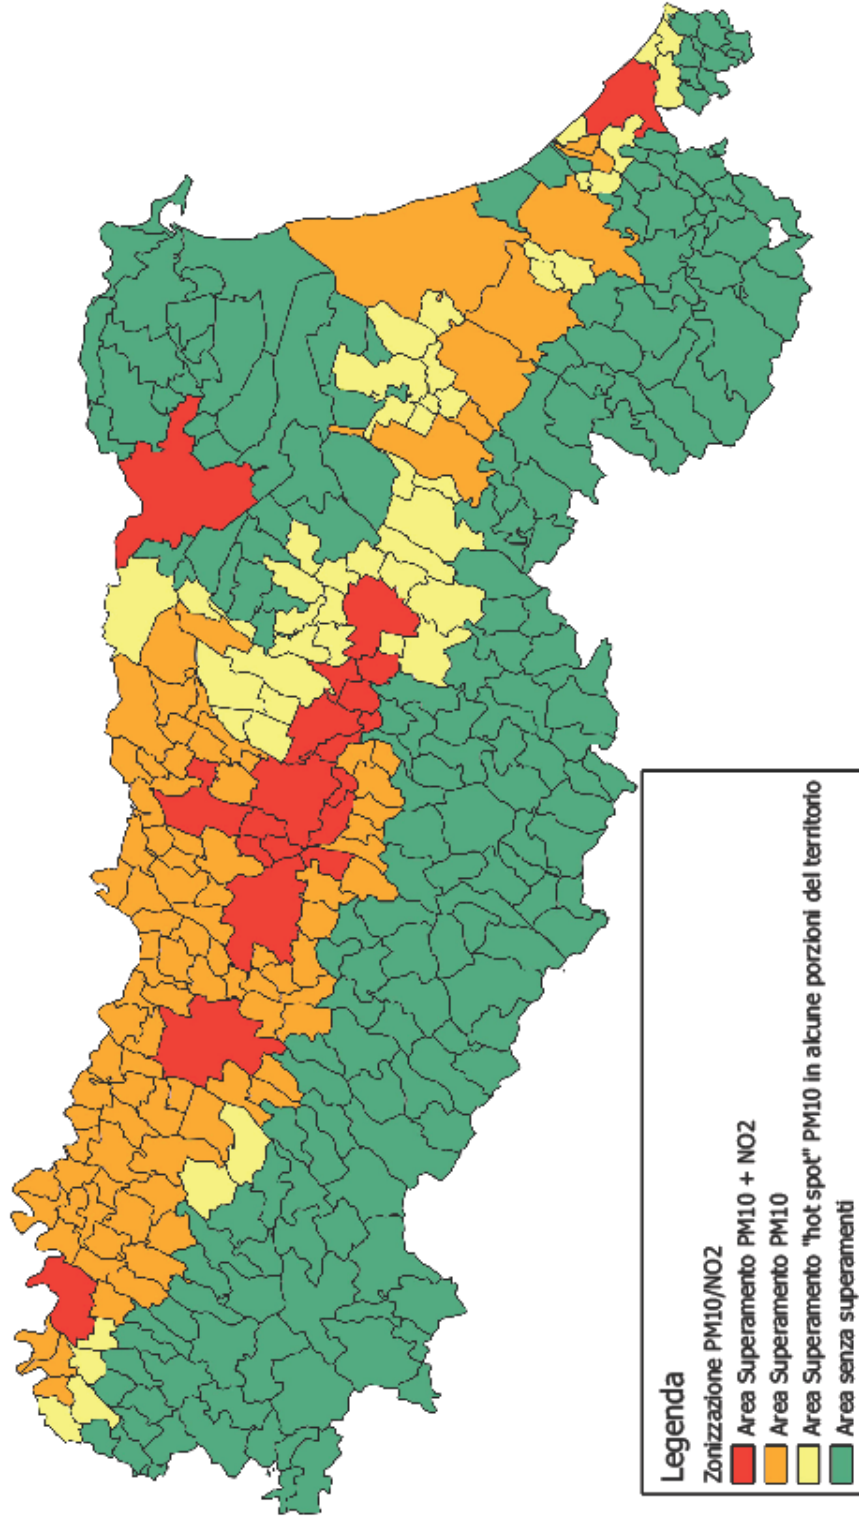 Legenda
Zonizzazione PM10/NO2
Area Superamento PM10 + NO2
Area Superamento PM10
Area Superamento "hot spot" PM10 in alcune porzioni del territorio
Area senza superamenti